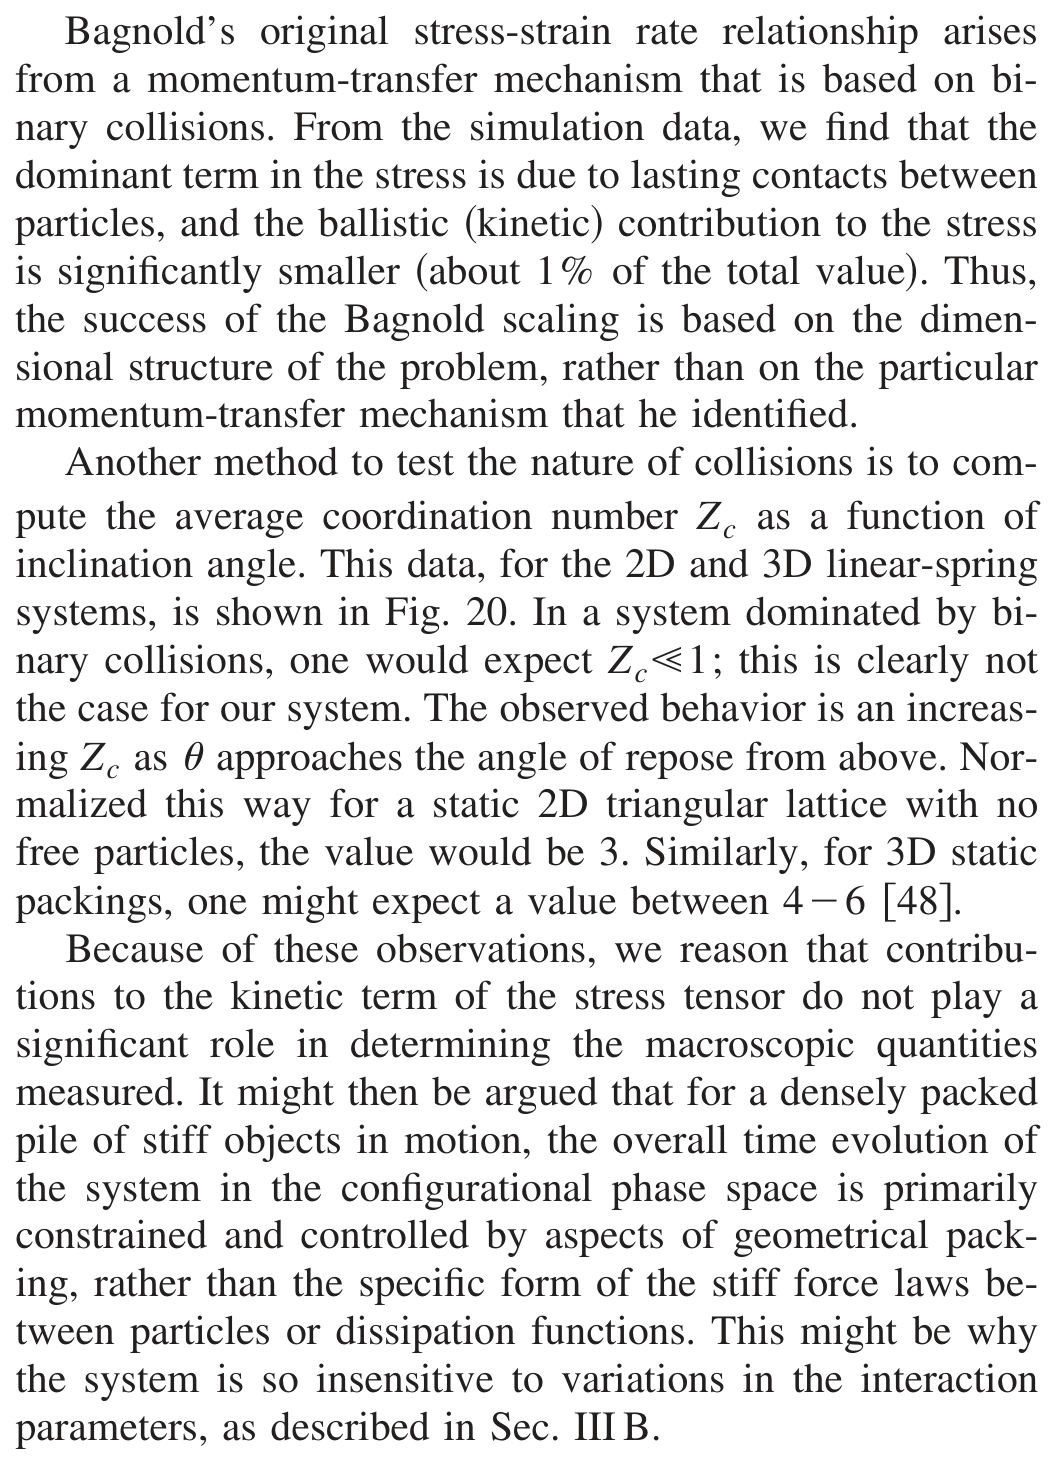 Bagnold's original stress-strain rate relationship arises
from a momentum-transfer mechanism that is based on bi-
nary collisions. From the simulation data, we find that the
dominant term in the stress is due to lasting contacts between
particles, and the ballistic (kinetic) contribution to the stress
is significantly smaller (about 1% of the total value). Thus,
the success of the Bagnold scaling is based on the dimen-
sional structure of the problem, rather than on the particular
momentum-transfer mechanism that he identified.
Another method to test the nature of collisions is to com-
pute the average coordination number Z_c as a function of
inclination angle. This data, for the 2D and 3D linear-spring
systems, is shown in Fig. 20. In a system dominated by bi-
nary collisions, one would expect Z_c≪1; this is clearly not
the case for our system. The observed behavior is an increas-
ing Z_c as θ approaches the angle of repose from above. Nor-
malized this way for a static 2D triangular lattice with no
free particles, the value would be 3. Similarly, for 3D static
packings, one might expect a value between 4−6 [48].
Because of these observations, we reason that contribu-
tions to the kinetic term of the stress tensor do not play a
significant role in determining the macroscopic quantities
measured. It might then be argued that for a densely packed
pile of stiff objects in motion, the overall time evolution of
the system in the configurational phase space is primarily
constrained and controlled by aspects of geometrical pack-
ing, rather than the specific form of the stiff force laws be-
tween particles or dissipation functions. This might be why
the system is so insensitive to variations in the interaction
parameters, as described in Sec. III B.